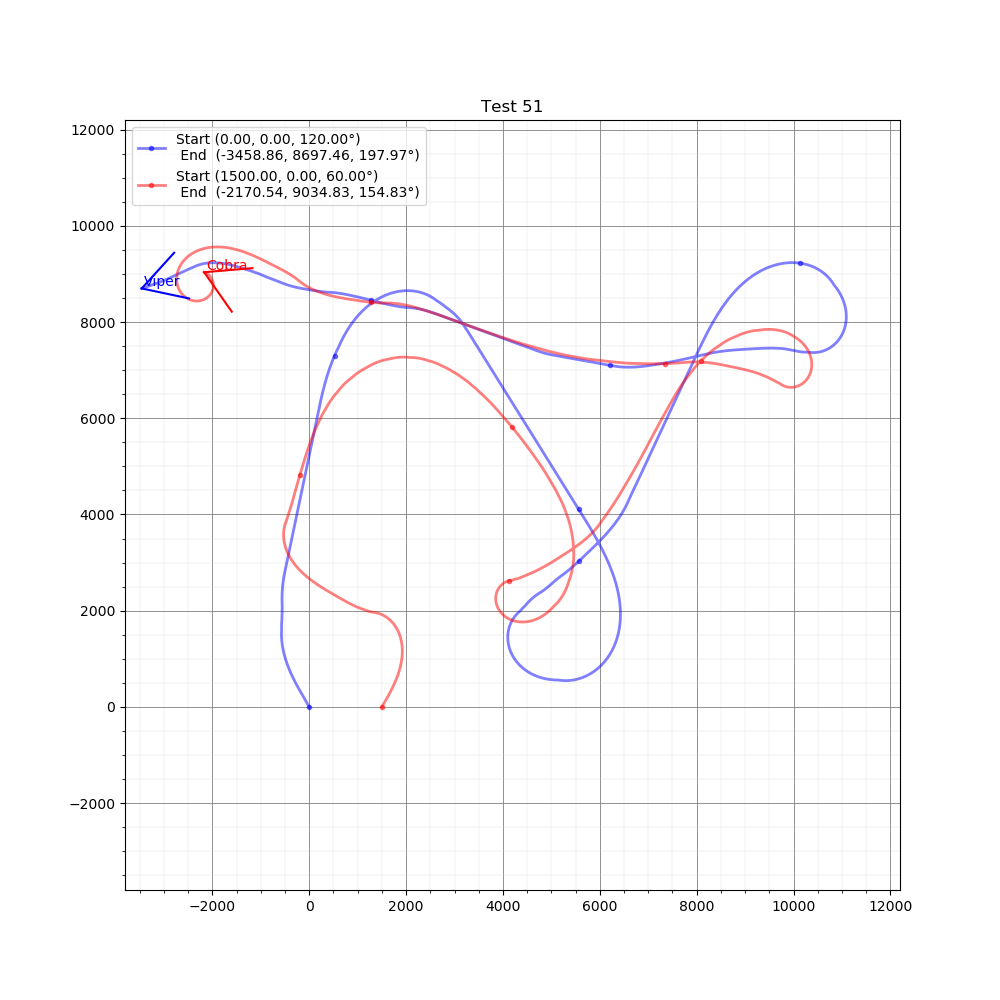 Test 51
Start (0.00, 0.00, 120.00°)
End (-3458.86, 8697.46, 197.97°)
Start (1500.00, 0.00, 60.00°)
End (-2170.54, 9034.83, 154.83°)
12000
10000
8000
6000
4000
2000
0
−2000
Viper
Cobra
−2000 0 2000 4000 6000 8000 10000 12000